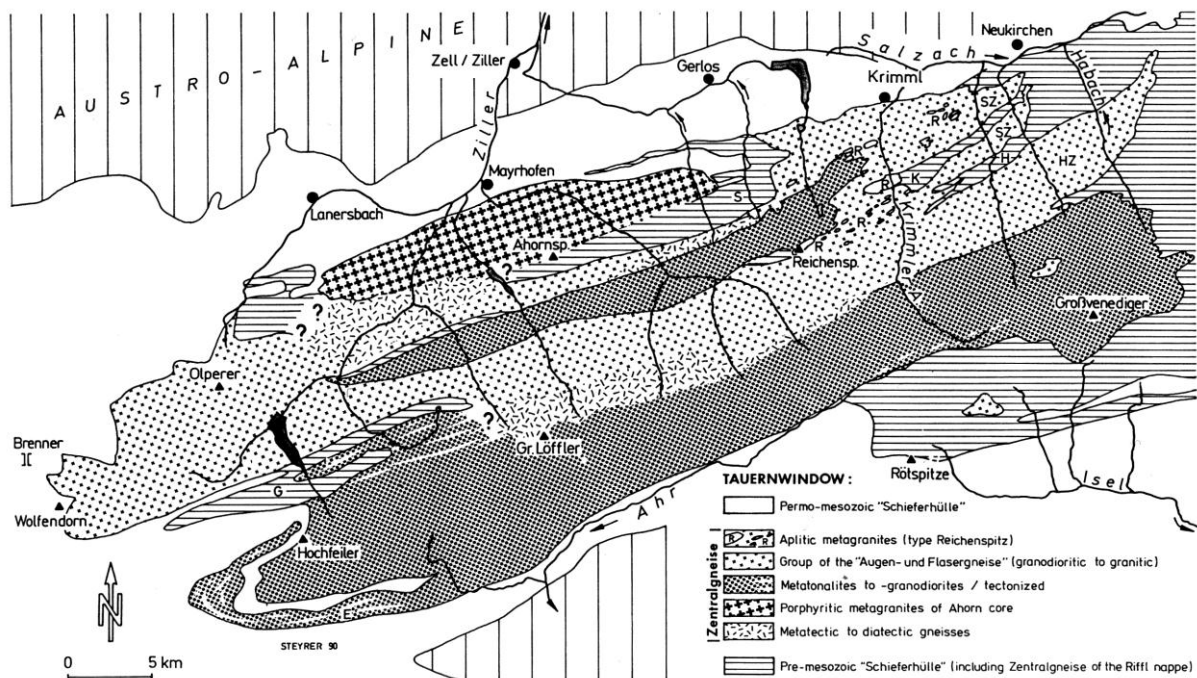 AUSTRO-ALPINE
Neukirchen
Zell / Ziller
Salzach
Gerlos
Krimml
Habach
Ziller
R
SZ
Mayrhofen
R
SZ
H
HZ
K
R
Lanersbach
S
Ahornsp.
?
R
R
Krimmler A.
Reichensp.
?
?
Großvenediger
Olperer
?
Brenner
Gr. Löffler
Rötspitze
G
Isel
Wolfendorn
Ahr
Hochfeiler
E
N
STEYRER 90
0 5 km
TAUERNWINDOW :
Permo-mesozoic "Schieferhülle"
Zentralgneise
R R Aplitic metagranites (type Reichenspitz)
Group of the "Augen- und Flasergneise" (granodioritic to granitic)
Metatonalites to -granodiorites / tectonized
Porphyritic metagranites of Ahorn core
Metatectic to diatectic gneisses
Pre-mesozoic "Schieferhülle" (including Zentralgneise of the Riffl nappe)